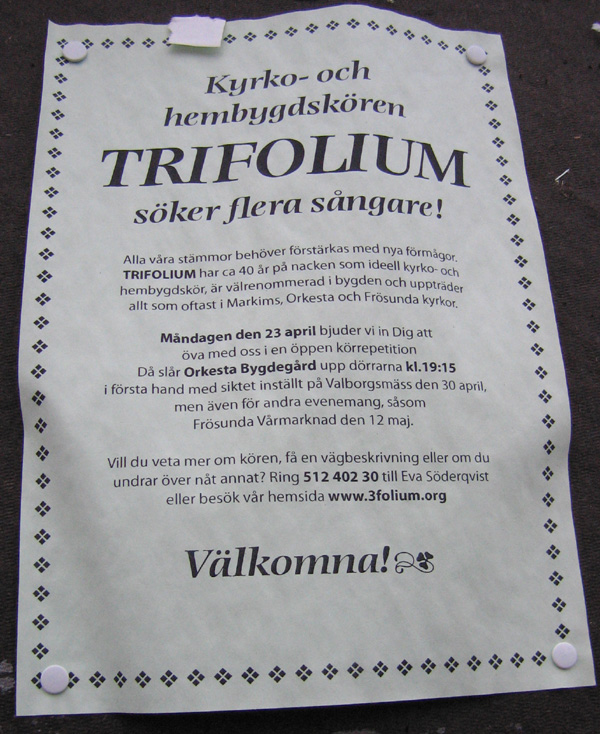 Kyrko- och
hembygdskören
TRIFOLIUM
söker flera sångare!
Alla våra stämmor behöver förstärkas med nya förmågor.
TRIFOLIUM har ca 40 år på nacken som ideell kyrko- och
hembygdskör, är välrenommerad i bygden och uppträder
allt som oftast i Markims, Orkesta och Frösunda kyrkor.
Måndagen den 23 april bjuder vi in Dig att
öva med oss i en öppen körrepetition
Då slår Orkesta Bygdegård upp dörrarna kl.19:15
i första hand med siktet inställt på Valborgsmäss den 30 april,
men även för andra evenemang, såsom
Frösunda Vårmarknad den 12 maj.
Vill du veta mer om kören, få en vägbeskrivning eller om du
undrar över nåt annat? Ring 512 402 30 till Eva Söderqvist
eller besök vår hemsida www.3folium.org
Välkomna!